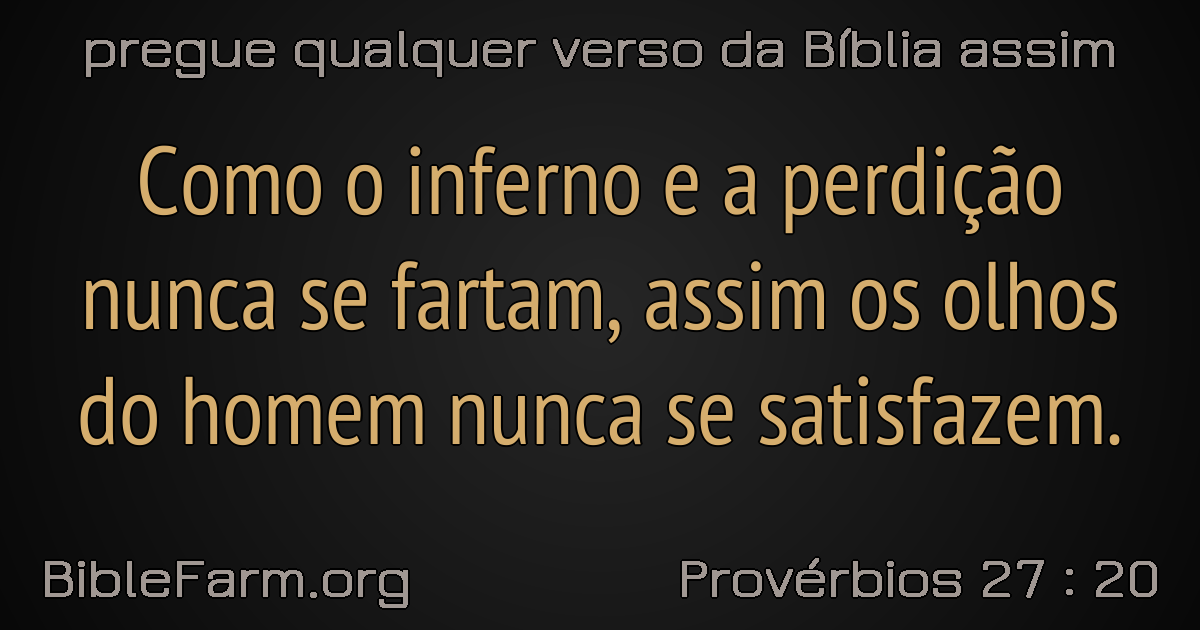 pregue qualquer verso da Bíblia assim
Como o inferno e a perdição
nunca se fartam, assim os olhos
do homem nunca se satisfazem.
BibleFarm.org
Provérbios 27 : 20